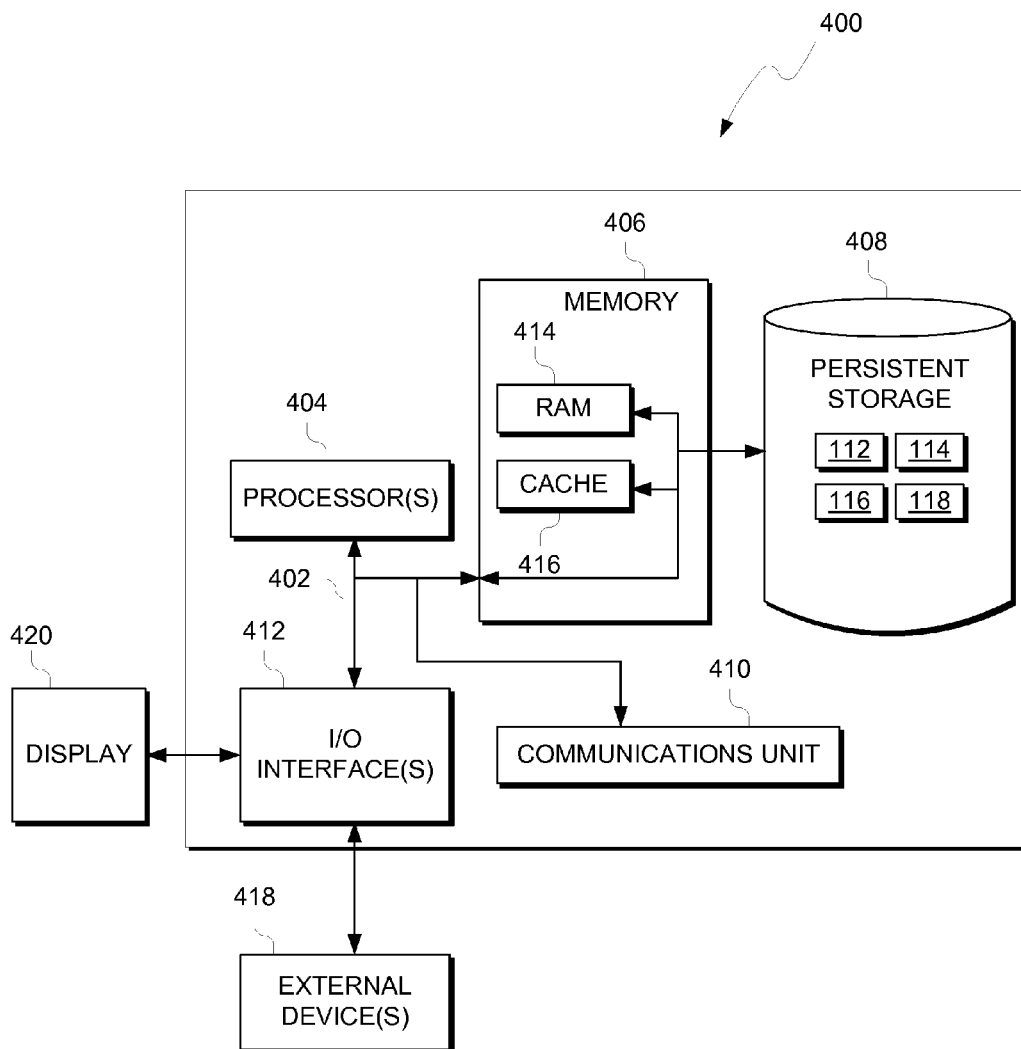 400
406
408
MEMORY
414
RAM
PERSISTENT
STORAGE
404
112
114
CACHE
PROCESSOR(S)
116
118
416
402
420
412
410
DISPLAY
I/O
INTERFACE(S)
COMMUNICATIONS UNIT
418
EXTERNAL
DEVICE(S)